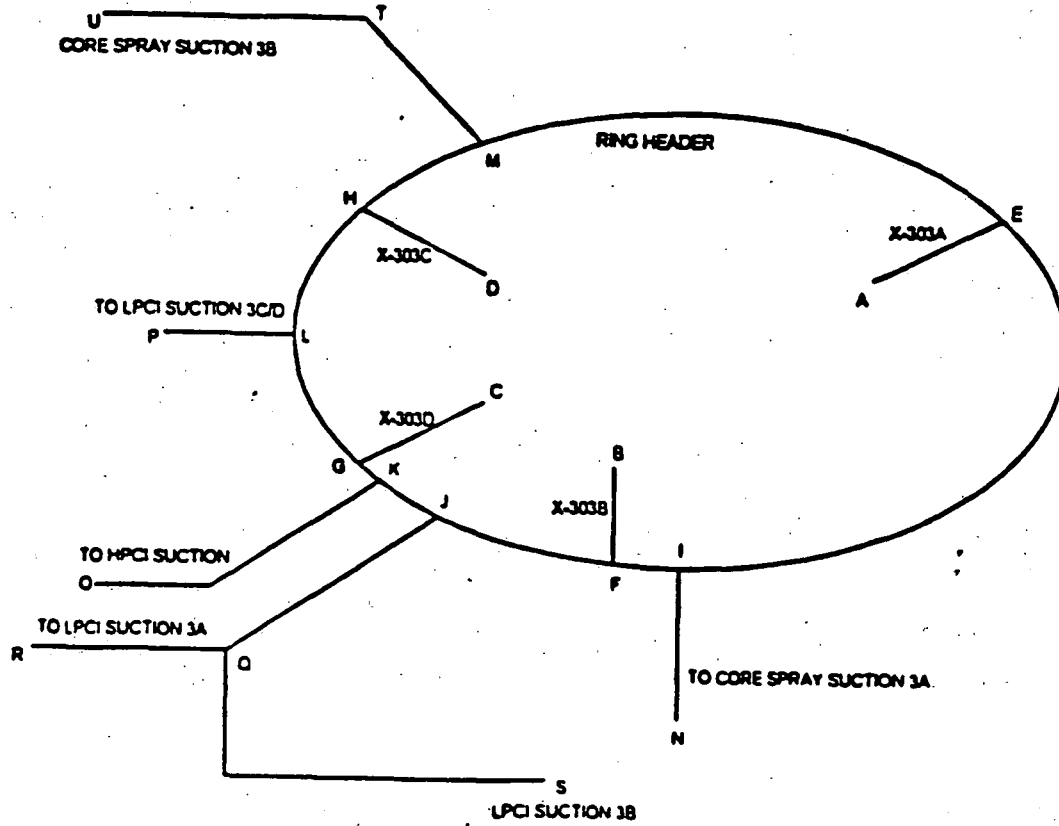 U
T
CORE SPRAY SUCTION 3B
RING HEADER
M
H
E
X-303A
X-303C
D
A
TO LPCI SUCTION 3C/D
P
L
C
X-303D
G
K
B
J
X-303B
I
TO HPCI SUCTION
O
F
TO LPCI SUCTION 3A
R
Q
TO CORE SPRAY SUCTION 3A
N
S
LPCI SUCTION 3B